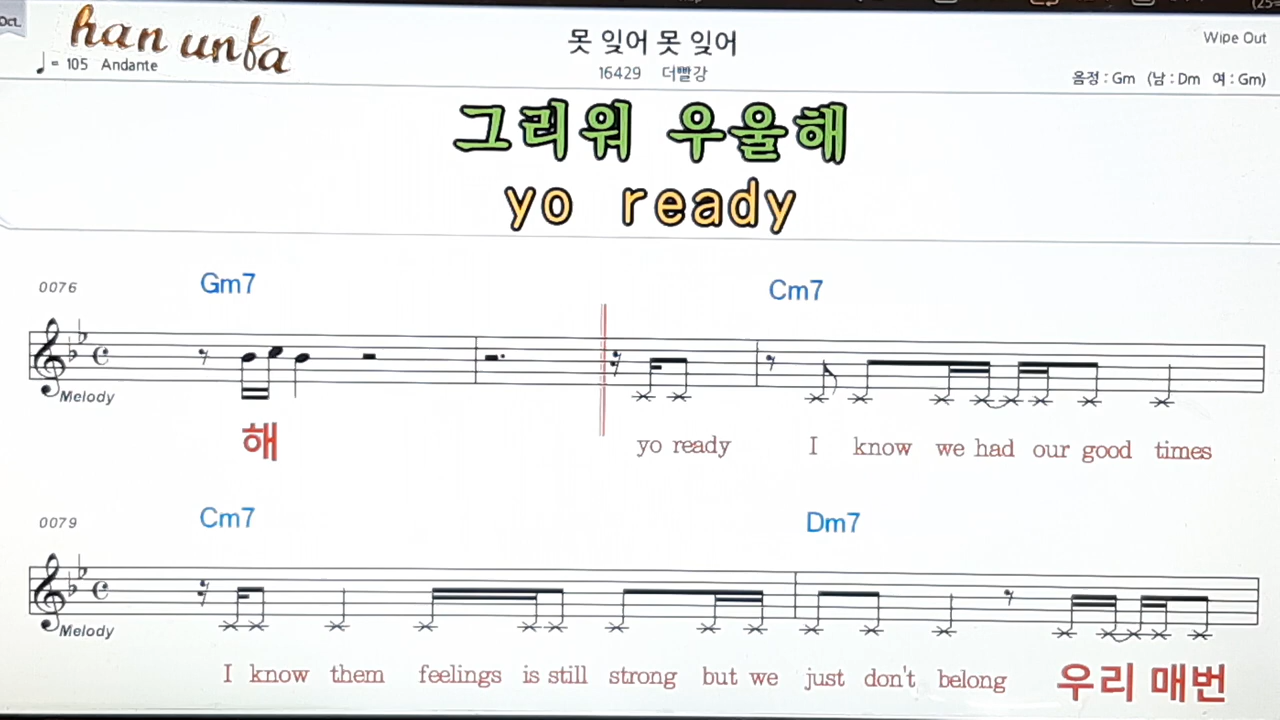 Oct.
han unfa
못 잊어 못 잊어
Wipe Out
♩ = 105 Andante
16429 더빨강
음정 : Gm (남 : Dm 여 : Gm)
그리워 우울해
yo ready
0076
Gm7
Cm7
Melody
해
yo ready I know we had our good times
0079
Cm7
Dm7
Melody
I know them feelings is still strong but we just don't belong 우리 매번